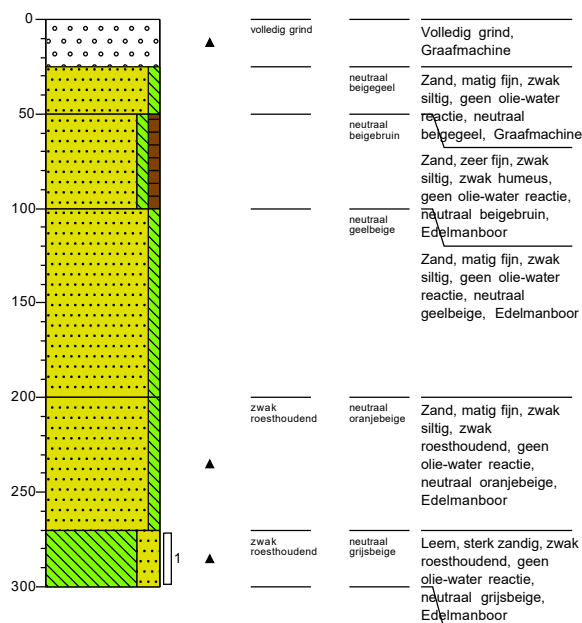 0
volledig grind
Volledig grind,
Graafmachine
neutraal
beigegeel
Zand, matig fijn, zwak
siltig, geen olie-water
reactie, neutraal
beigegeel, Graafmachine
50
neutraal
beigebruin
Zand, zeer fijn, zwak
siltig, zwak humeus,
geen olie-water reactie,
neutraal beigebruin,
Edelmanboor
100
neutraal
geelbeige
Zand, matig fijn, zwak
siltig, geen olie-water
reactie, neutraal
geelbeige, Edelmanboor
150
200
zwak
roesthoudend
neutraal
oranjebeige
Zand, matig fijn, zwak
siltig, zwak
roesthoudend, geen
olie-water reactie,
neutraal oranjebeige,
Edelmanboor
250
1
zwak
roesthoudend
neutraal
grijsbeige
Leem, sterk zandig, zwak
roesthoudend, geen
olie-water reactie,
neutraal grijsbeige,
Edelmanboor
300